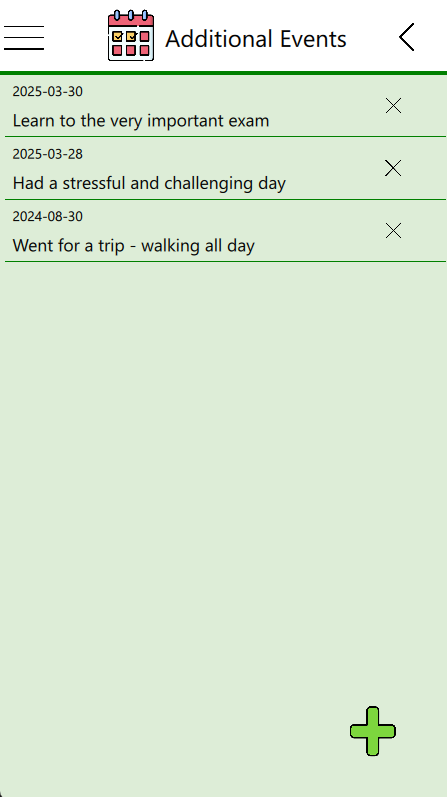 Additional Events
2025-03-30
Learn to the very important exam
2025-03-28
Had a stressful and challenging day
2024-08-30
Went for a trip - walking all day